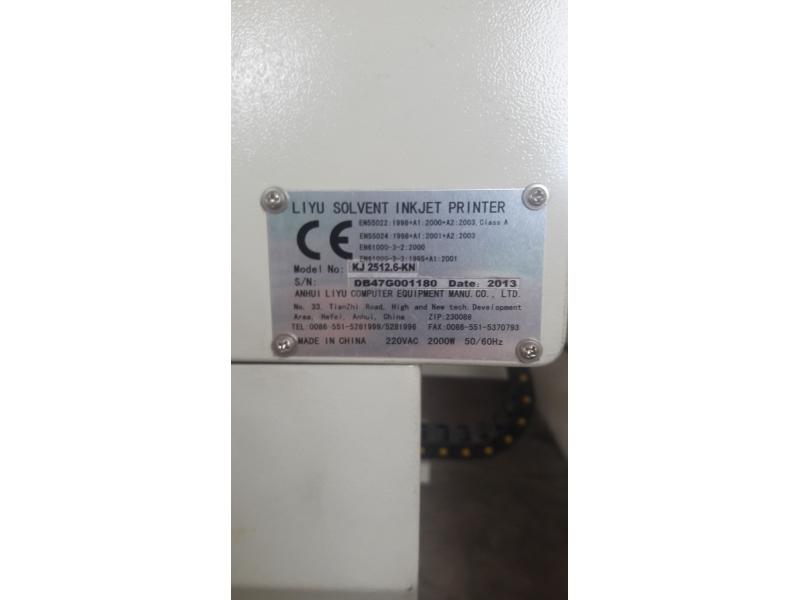 LIYU SOLVENT INKJET PRINTER
CE
EN55022:1998+A1:2000+A2:2003,Class A
EN55024:1998+A1:2001+A2:2003
EN61000-3-2:2000
EN61000-3-3:1995+A1:2001
Model No: KJ 2512.6-KN
S/N: DB47G001180 Date: 2013
ANHUI LIYU COMPUTER EQUIPMENT MANU.CO., LTD.
No. 33, TianZhi Road, High and New tech Development
Area, Hefei, Anhui, China ZIP:230088
TEL:0086-551-5281999/5281996 FAX:0086-551-5370793
MADE IN CHINA 220VAC 2000W 50/60Hz